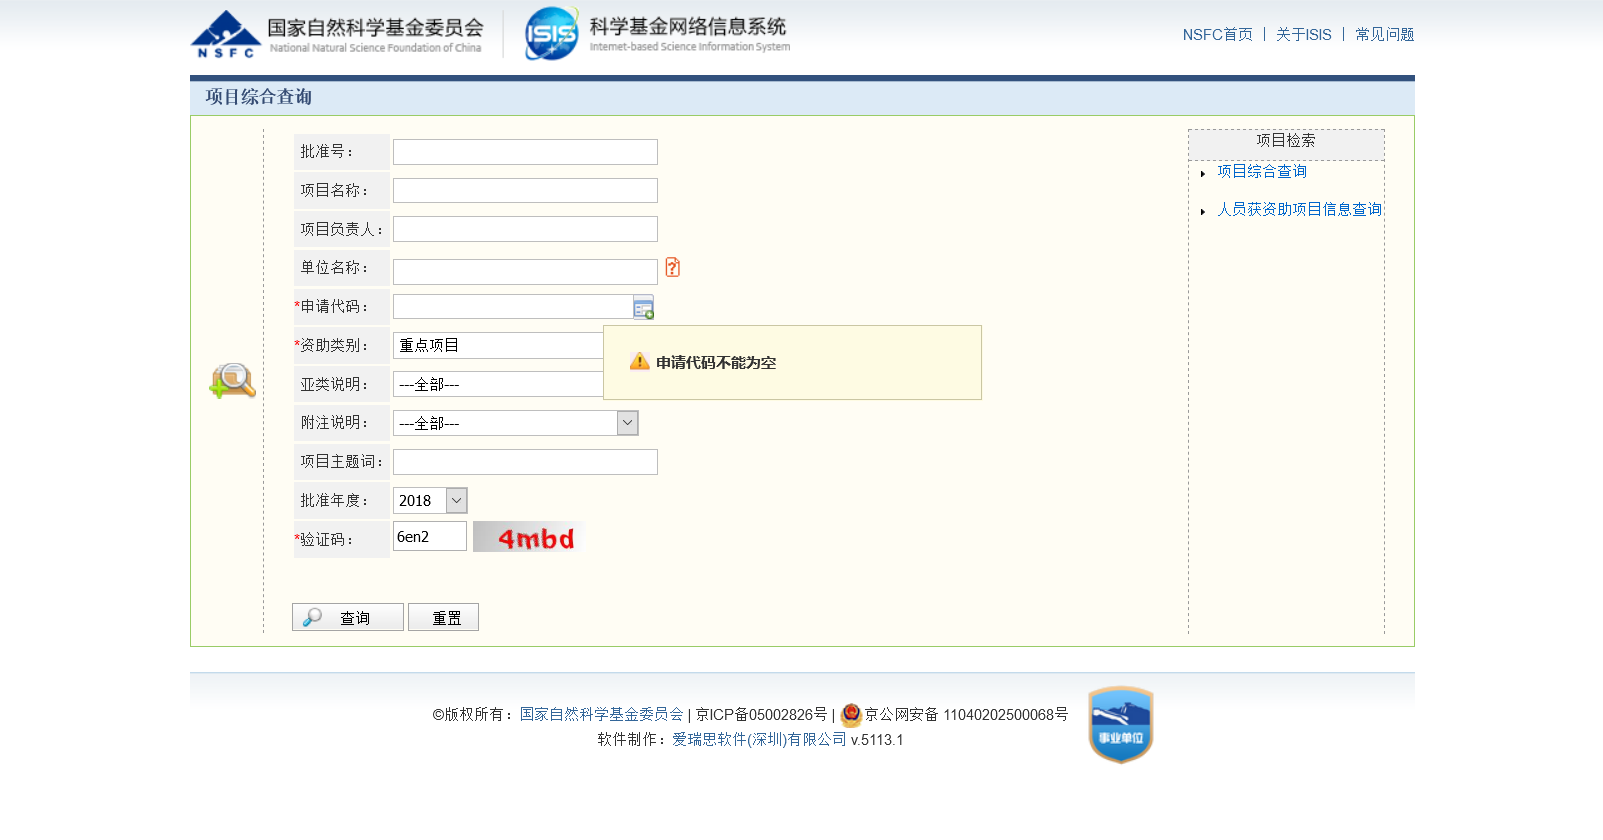 国家自然科学基金委员会
National Natural Science Foundation of China
NSFC
ISIS
科学基金网络信息系统
Internet-based Science Information System
NSFC首页 | 关于ISIS | 常见问题
项目综合查询
批准号：
项目名称：
项目负责人：
单位名称：
*申请代码：
*资助类别： 重点项目
申请代码不能为空
亚类说明： ---全部---
附注说明： ---全部---
项目主题词：
批准年度： 2018
*验证码： 6en2 4mbd
查询 重置
项目检索
项目综合查询
人员获资助项目信息查询
©版权所有：国家自然科学基金委员会 | 京ICP备05002826号 | 京公网安备 11040202500068号
软件制作：爱瑞思软件(深圳)有限公司 v.5113.1
事业单位